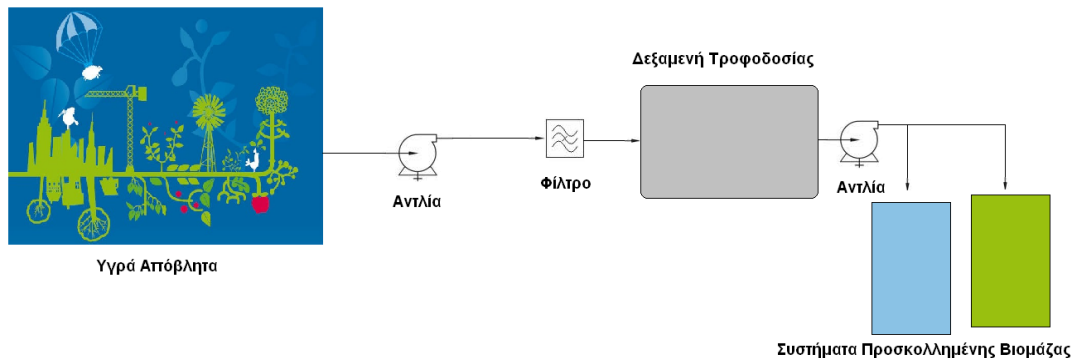 Δεξαμενή Τροφοδοσίας
Αντλία
Φίλτρο
Αντλία
Υγρά Απόβλητα
Συστήματα Προσκολλημένης Βιομάζας